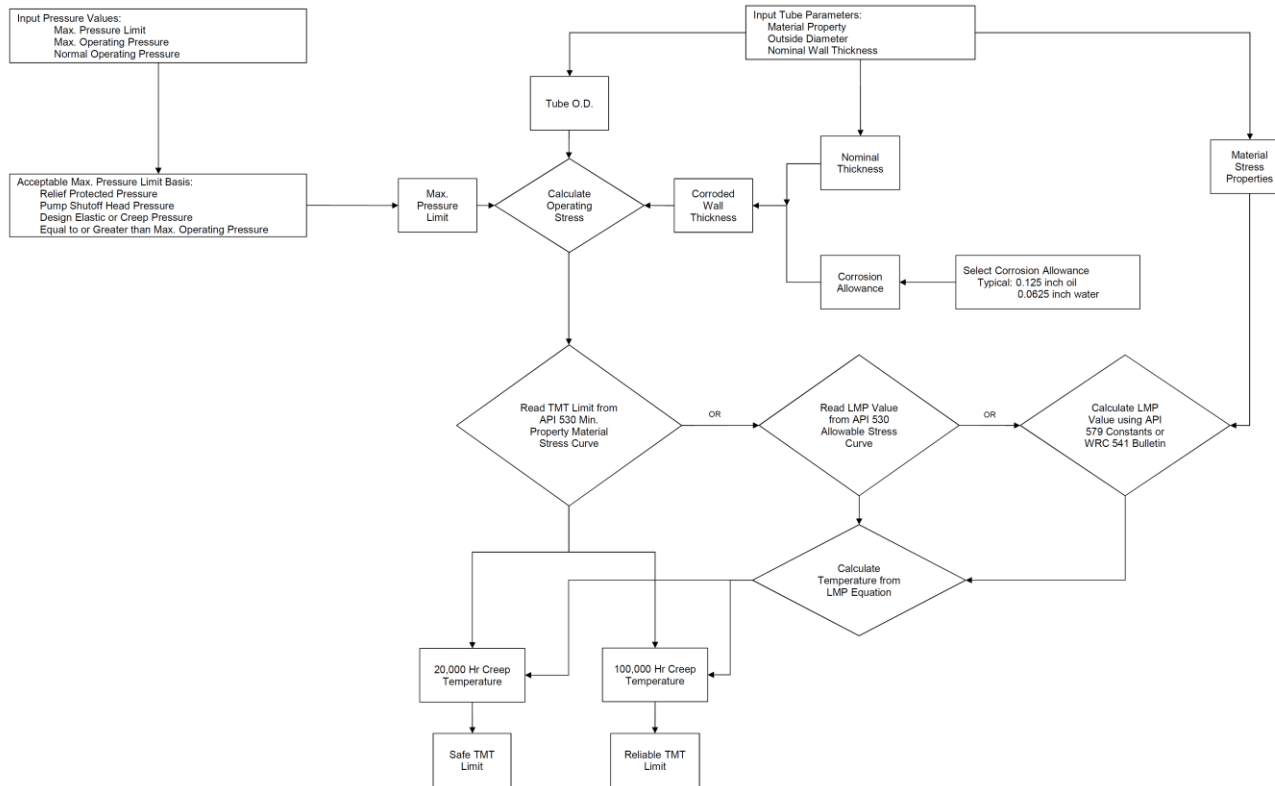 Input Pressure Values:
Max. Pressure Limit
Max. Operating Pressure
Normal Operating Pressure
Input Tube Parameters:
Material Property
Outside Diameter
Nominal Wall Thickness
Tube O.D.
Nominal
Thickness
Material
Stress
Properties
Acceptable Max. Pressure Limit Basis:
Relief Protected Pressure
Pump Shutoff Head Pressure
Design Elastic or Creep Pressure
Equal to or Greater than Max. Operating Pressure
Max.
Pressure
Limit
Calculate
Operating
Stress
Corroded
Wall
Thickness
Corrosion
Allowance
Select Corrosion Allowance
Typical: 0.125 inch oil
0.0625 inch water
Read TMT Limit from
API 530 Min.
Property Material
Stress Curve
OR
Read LMP Value
from API 530
Allowable Stress
Curve
OR
Calculate LMP
Value using API
579 Constants or
WRC 541 Bulletin
Calculate
Temperature from
LMP Equation
20,000 Hr Creep
Temperature
100,000 Hr Creep
Temperature
Safe TMT
Limit
Reliable TMT
Limit